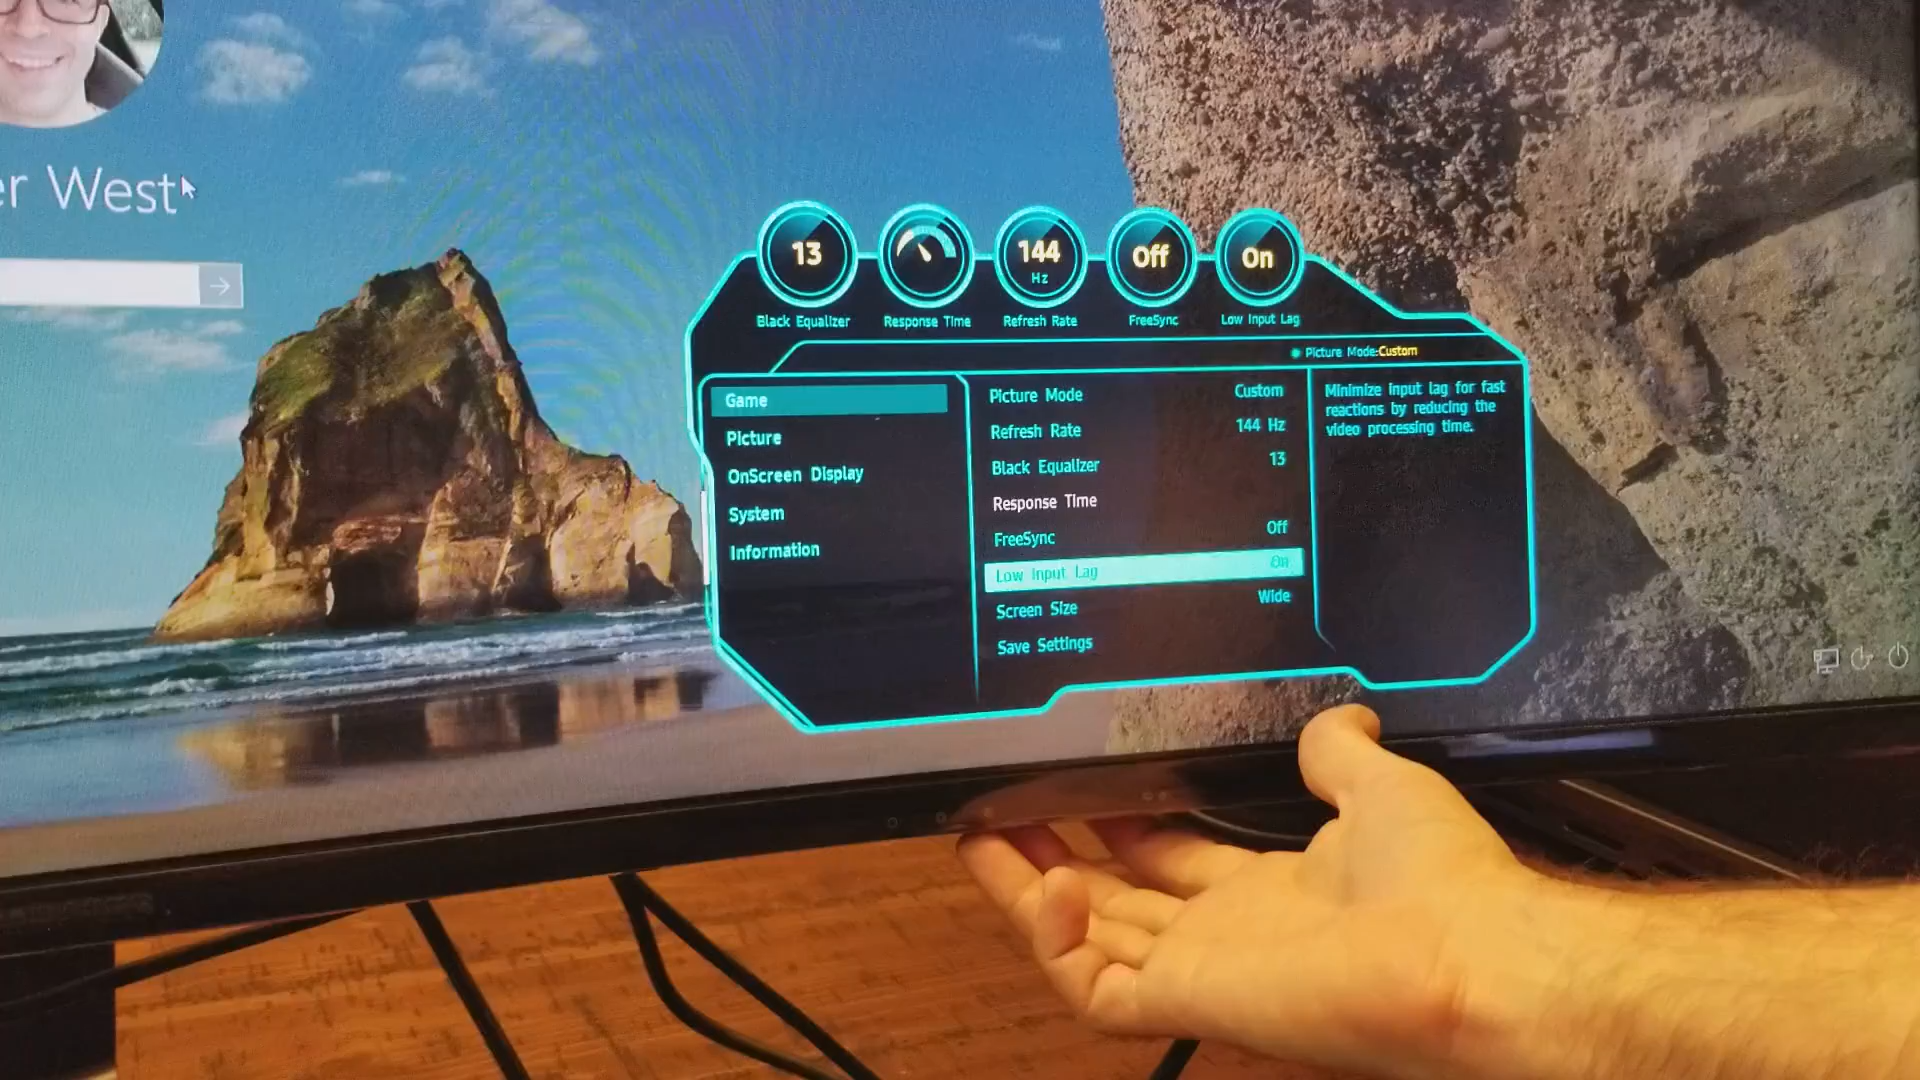 er West
13
144
Hz
Off
On
Black Equalizer
Response Time
Refresh Rate
FreeSync
Low Input Lag
Picture Mode:Custom
Game
Picture
OnScreen Display
System
Information
Picture Mode Custom
Refresh Rate 144 Hz
Black Equalizer 13
Response Time
FreeSync Off
Low Input Lag On
Screen Size Wide
Save Settings
Minimize input lag for fast
reactions by reducing the
video processing time.